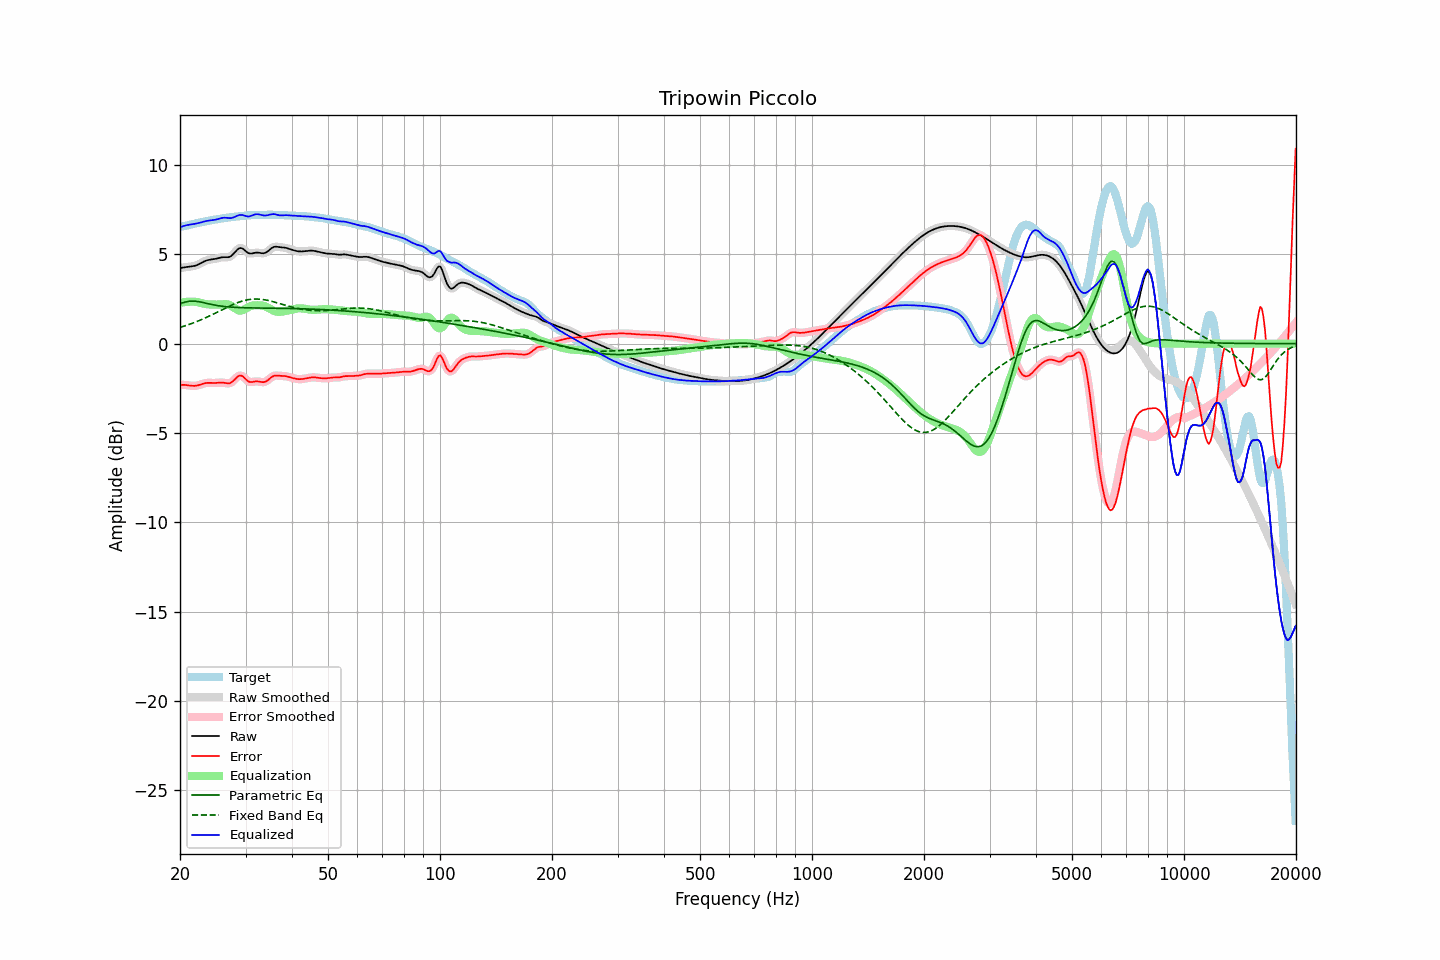 Tripowin Piccolo
Amplitude (dBr)
10
5
0
−5
−10
−15
−20
−25
Target
Raw Smoothed
Error Smoothed
Raw
Error
Equalization
Parametric Eq
Fixed Band Eq
Equalized
20
50
100
200
500
1000
2000
5000
10000
20000
Frequency (Hz)